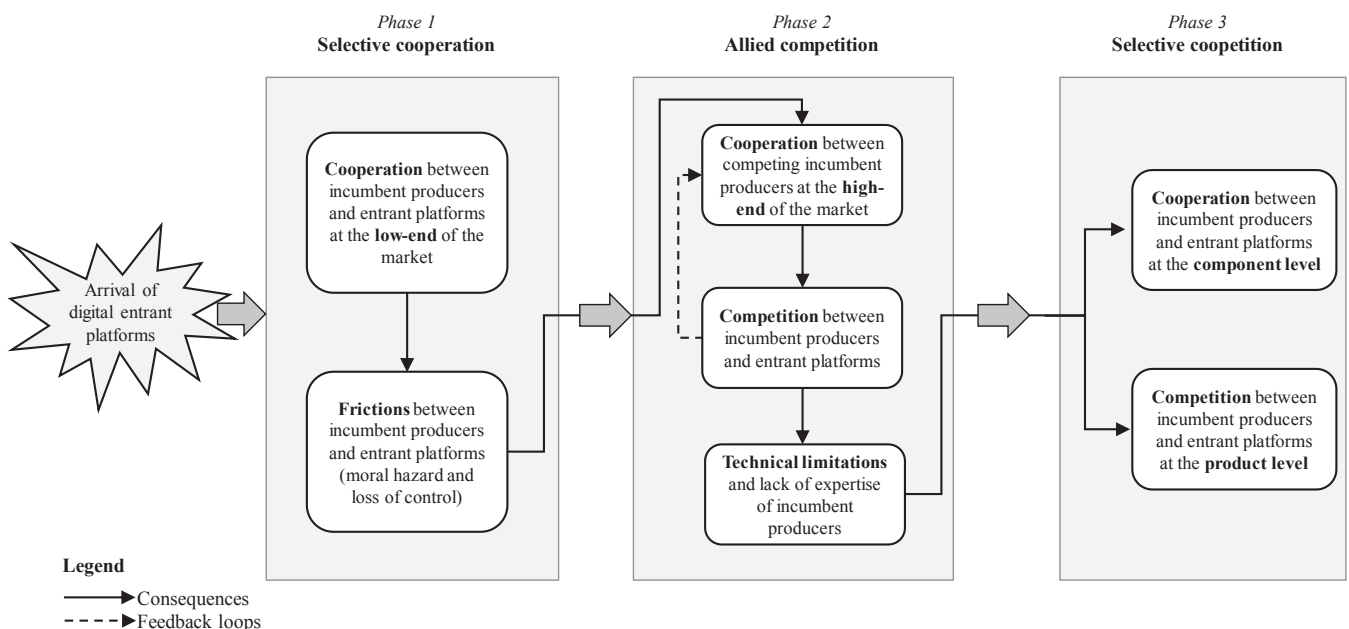 Phase 1
Selective cooperation
Phase 2
Allied competition
Phase 3
Selective coopetition
Arrival of
digital entrant
platforms
Cooperation between
incumbent producers
and entrant platforms
at the low-end of the
market
Frictions between
incumbent producers
and entrant platforms
(moral hazard and
loss of control)
Cooperation between
competing incumbent
producers at the high-
end of the market
Competition between
incumbent producers
and entrant platforms
Technical limitations
and lack of expertise
of incumbent
producers
Cooperation between
incumbent producers
and entrant platforms
at the component level
Competition between
incumbent producers
and entrant platforms
at the product level
Legend
Consequences
Feedback loops